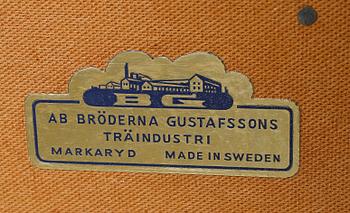 BG
AB BRÖDERNA GUSTAFSSONS
TRÄINDUSTRI
MARKARYD MADE IN SWEDEN